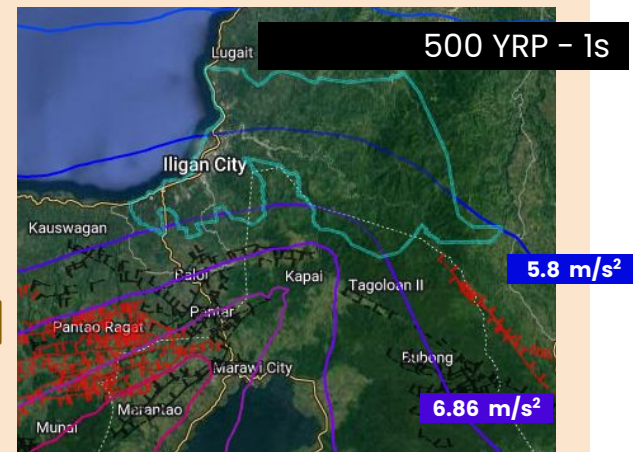 500 YRP - 1s
Lugait
Iligan City
Kauswagan
Baloi
Kapai
Tagoloan II
Pantar
Pantao Ragat
Bubong
Marawi City
Marantao
Munai
5.8 m/s²
6.86 m/s²